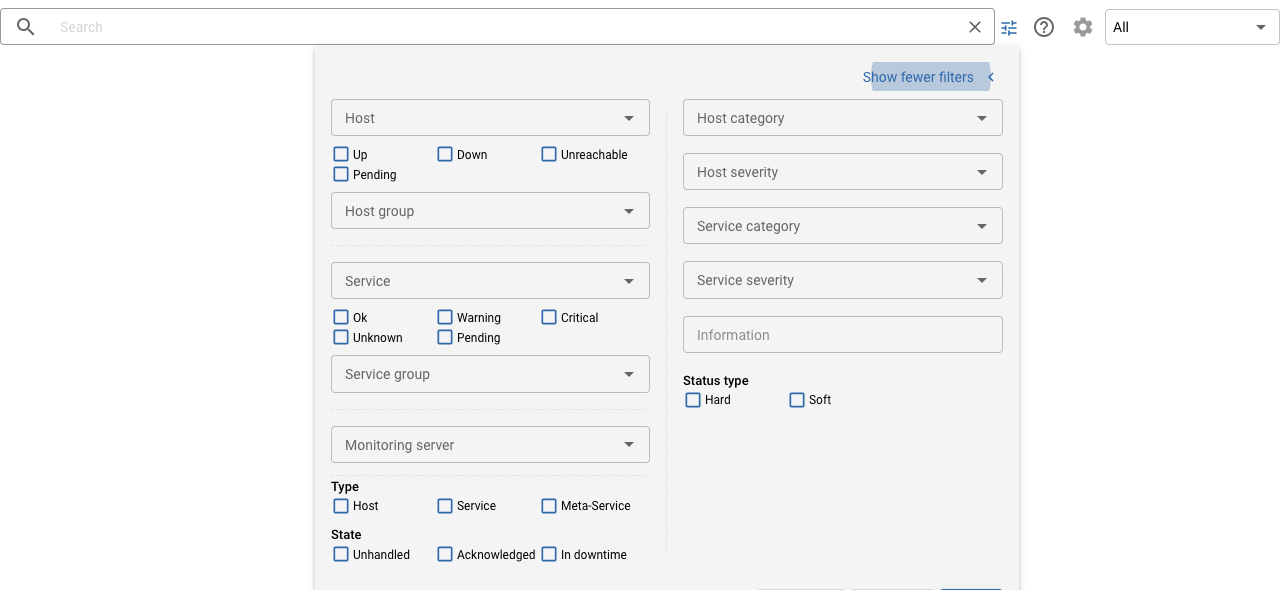 Search
All
Show fewer filters
Host
Up Down Unreachable
Pending
Host group
Service
Ok Warning Critical
Unknown Pending
Service group
Monitoring server
Type
Host Service Meta-Service
State
Unhandled Acknowledged In downtime
Host category
Host severity
Service category
Service severity
Information
Status type
Hard Soft